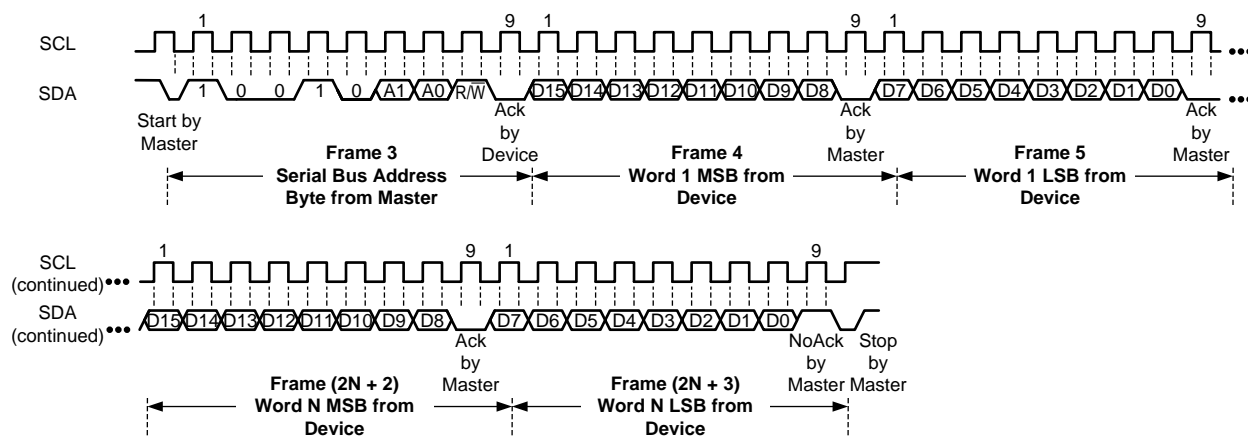 1 9 1 9 1 9
SCL •••
SDA 1 0 0 1 0 A1 A0 R/W̅ D15 D14 D13 D12 D11 D10 D9 D8 D7 D6 D5 D4 D3 D2 D1 D0 •••
Start by
Master
Ack
by
Device
Ack
by
Master
Ack
by
Master
Frame 3
Serial Bus Address
Byte from Master
Frame 4
Word 1 MSB from
Device
Frame 5
Word 1 LSB from
Device
1 9 1 9
SCL
(continued) •••
SDA
(continued) •••
D15 D14 D13 D12 D11 D10 D9 D8 D7 D6 D5 D4 D3 D2 D1 D0
Ack
by
Master
NoAck
by
Master
Stop
by
Master
Frame (2N + 2)
Word N MSB from
Device
Frame (2N + 3)
Word N LSB from
Device